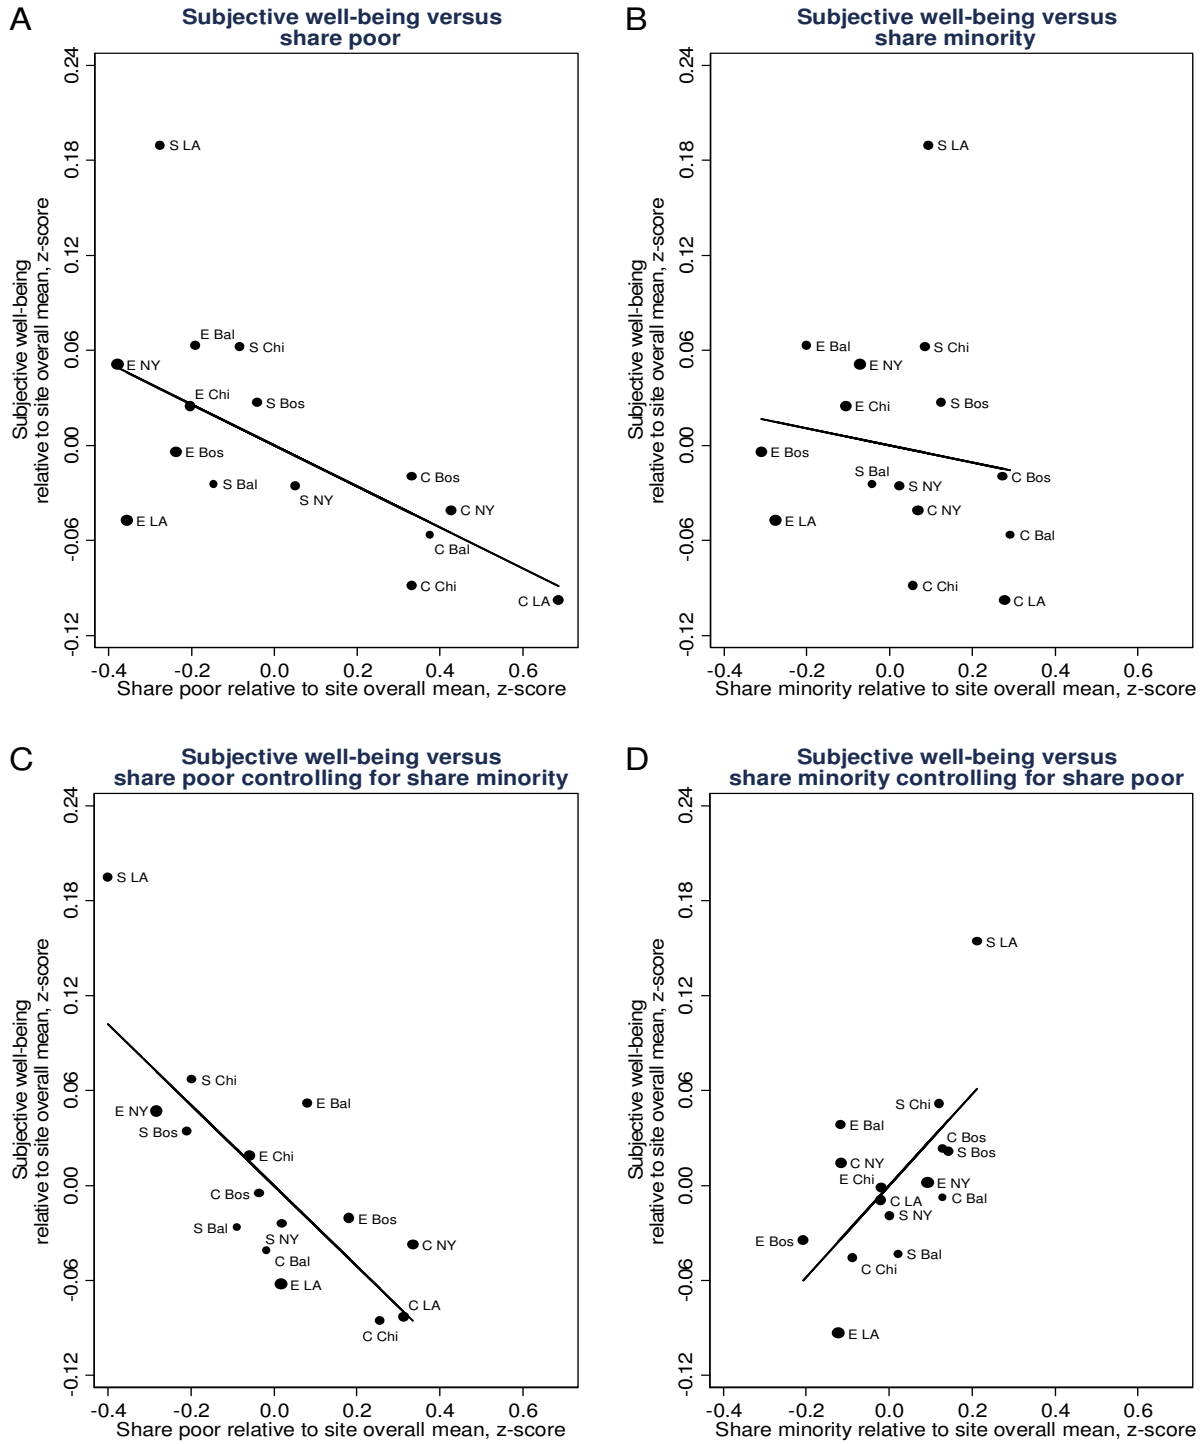 A
Subjective well-being versus
share poor
Subjective well-being
relative to site overall mean, z-score
0.24
0.18
0.12
0.06
0.00
-0.06
-0.12
S LA
E Bal
S Chi
E NY
E Chi
S Bos
E Bos
S Bal
S NY
C Bos
C NY
E LA
C Bal
C Chi
C LA
-0.4 -0.2 0.0 0.2 0.4 0.6
Share poor relative to site overall mean, z-score
B
Subjective well-being versus
share minority
Subjective well-being
relative to site overall mean, z-score
0.24
0.18
0.12
0.06
0.00
-0.06
-0.12
S LA
E Bal
S Chi
E NY
E Chi
S Bos
E Bos
S Bal
S NY
C Bos
C NY
E LA
C Bal
C Chi
C LA
-0.4 -0.2 0.0 0.2 0.4 0.6
Share minority relative to site overall mean, z-score
C
Subjective well-being versus
share poor controlling for share minority
Subjective well-being
relative to site overall mean, z-score
0.24
0.18
0.12
0.06
0.00
-0.06
-0.12
S LA
S Chi
E NY
E Bal
S Bos
E Chi
C Bos
E Bos
S Bal
S NY
C NY
C Bal
E LA
C LA
C Chi
-0.4 -0.2 0.0 0.2 0.4 0.6
Share poor relative to site overall mean, z-score
D
Subjective well-being versus
share minority controlling for share poor
Subjective well-being
relative to site overall mean, z-score
0.24
0.18
0.12
0.06
0.00
-0.06
-0.12
S LA
S Chi
E Bal
C Bos
S Bos
C NY
E Chi
E NY
C LA
C Bal
S NY
E Bos
S Bal
C Chi
E LA
-0.4 -0.2 0.0 0.2 0.4 0.6
Share minority relative to site overall mean, z-score